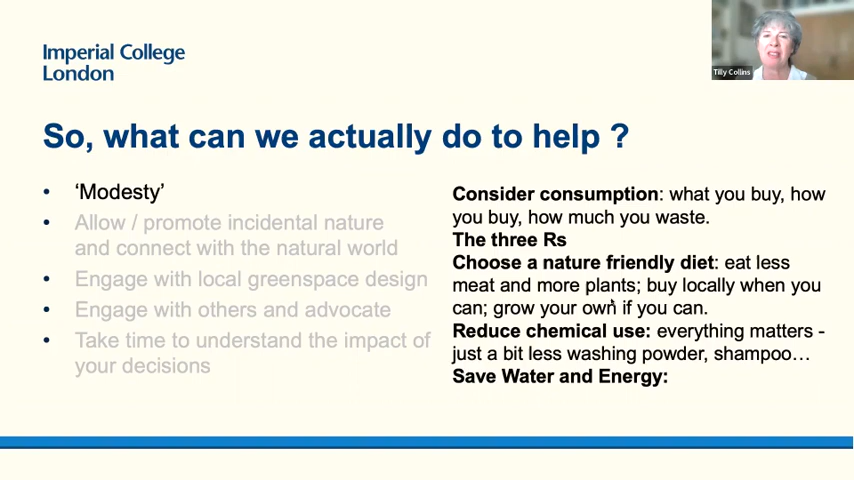 Imperial College
London
Tilly Collins
So, what can we actually do to help ?
• 'Modesty'
• Allow / promote incidental nature
and connect with the natural world
• Engage with local greenspace design
• Engage with others and advocate
• Take time to understand the impact of
your decisions
Consider consumption: what you buy, how
you buy, how much you waste.
The three Rs
Choose a nature friendly diet: eat less
meat and more plants; buy locally when you
can; grow your own if you can.
Reduce chemical use: everything matters -
just a bit less washing powder, shampoo…
Save Water and Energy: